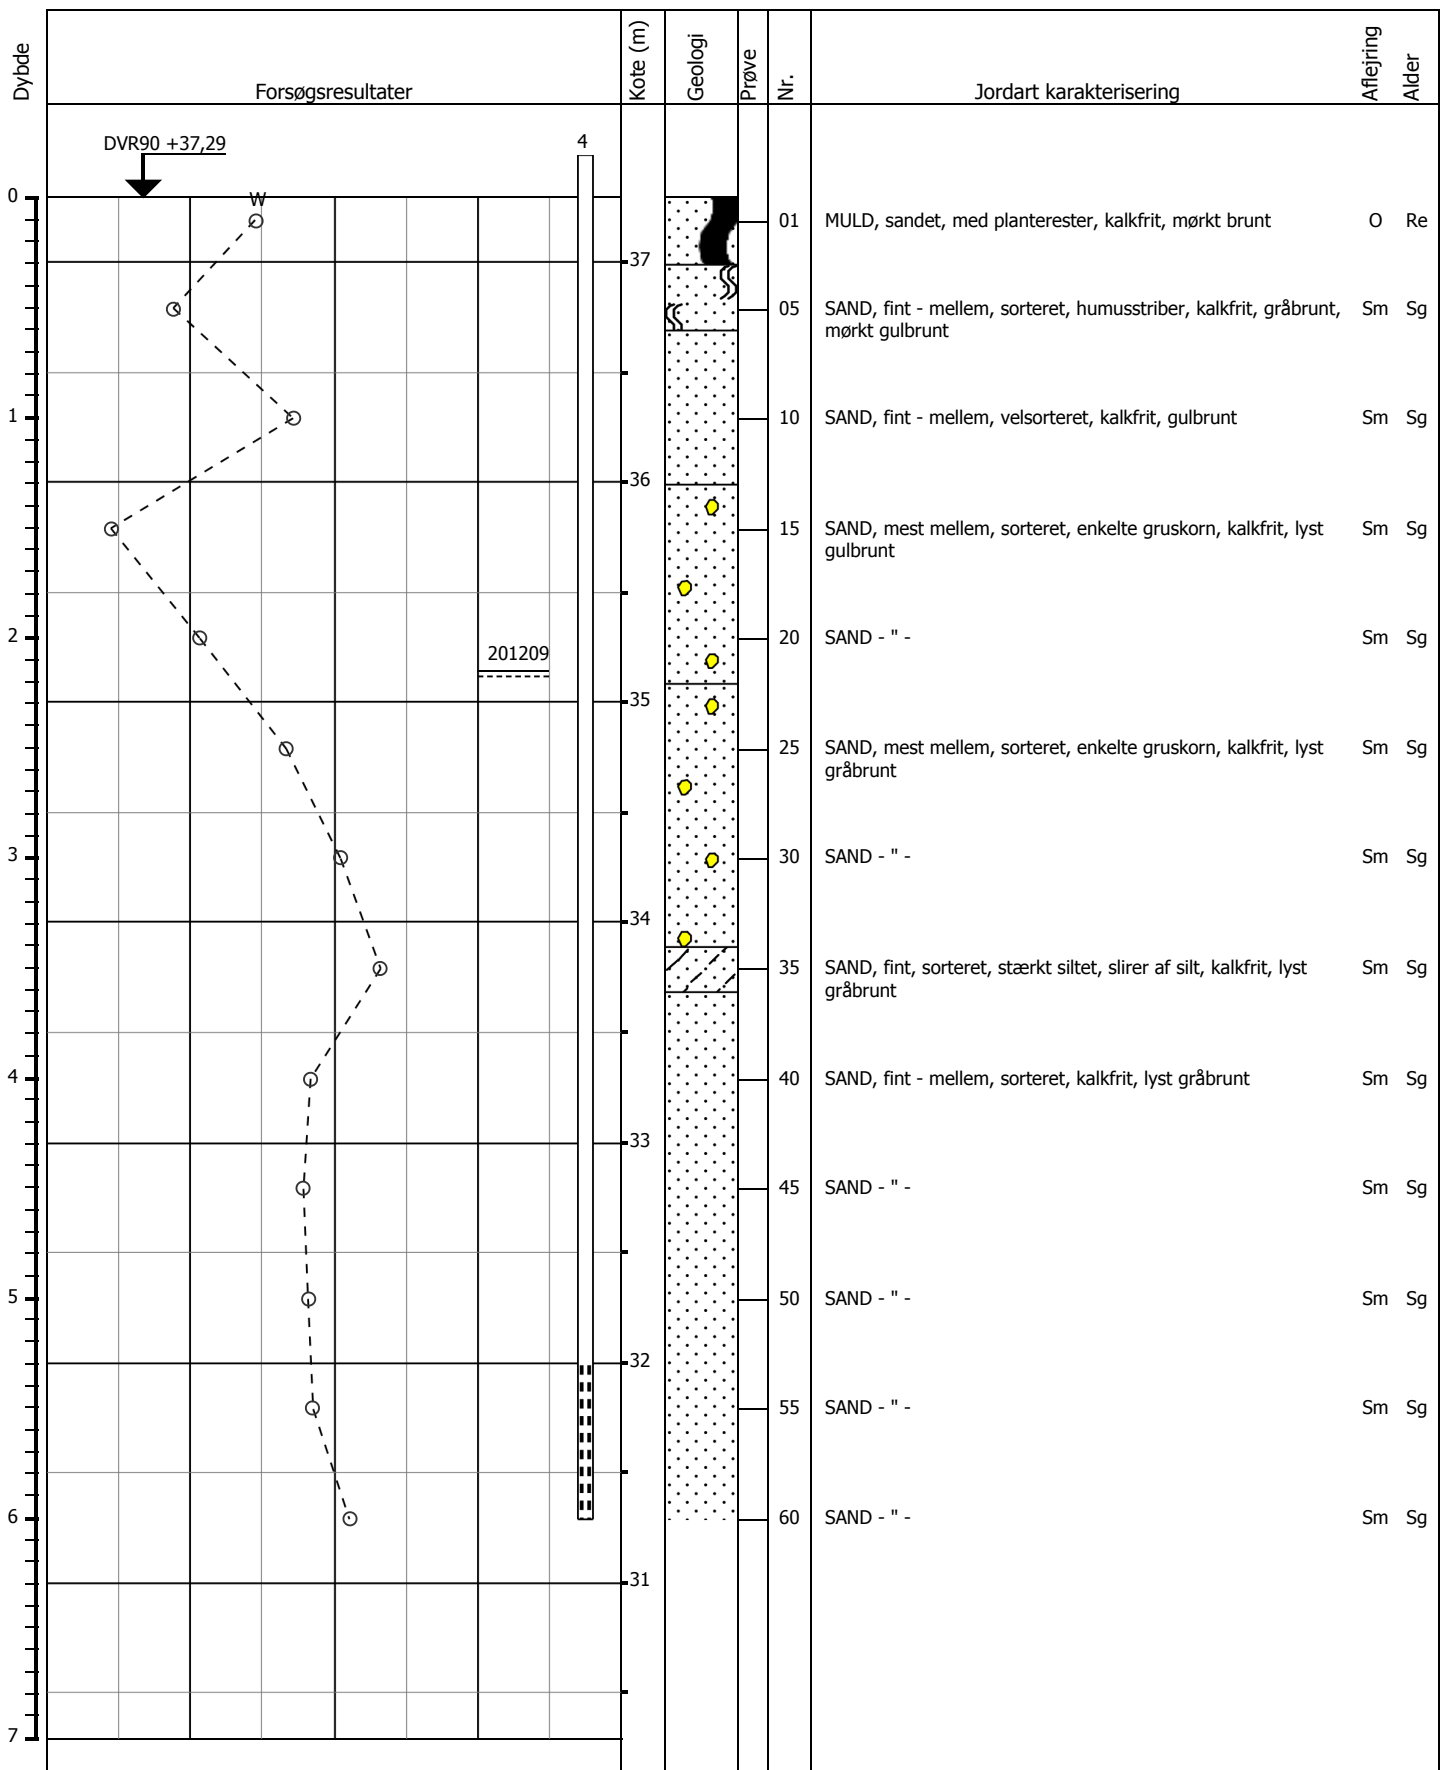 Dybde
Forsøgsresultater
Kote (m)
Geologi
Prøve
Nr.
Jordart karakterisering
Aflejring
Alder
DVR90 +37,29
4
0
W
01 MULD, sandet, med planterester, kalkfrit, mørkt brunt O Re
37
05 SAND, fint - mellem, sorteret, humusstriber, kalkfrit, gråbrunt, Sm Sg
mørkt gulbrunt
1
10 SAND, fint - mellem, velsorteret, kalkfrit, gulbrunt Sm Sg
36
15 SAND, mest mellem, sorteret, enkelte gruskorn, kalkfrit, lyst Sm Sg
gulbrunt
2
20 SAND - " - Sm Sg
201209
35
25 SAND, mest mellem, sorteret, enkelte gruskorn, kalkfrit, lyst Sm Sg
gråbrunt
3
30 SAND - " - Sm Sg
34
35 SAND, fint, sorteret, stærkt siltet, slirer af silt, kalkfrit, lyst Sm Sg
gråbrunt
4
40 SAND, fint - mellem, sorteret, kalkfrit, lyst gråbrunt Sm Sg
33
45 SAND - " - Sm Sg
5
50 SAND - " - Sm Sg
32
55 SAND - " - Sm Sg
6
60 SAND - " - Sm Sg
31
7